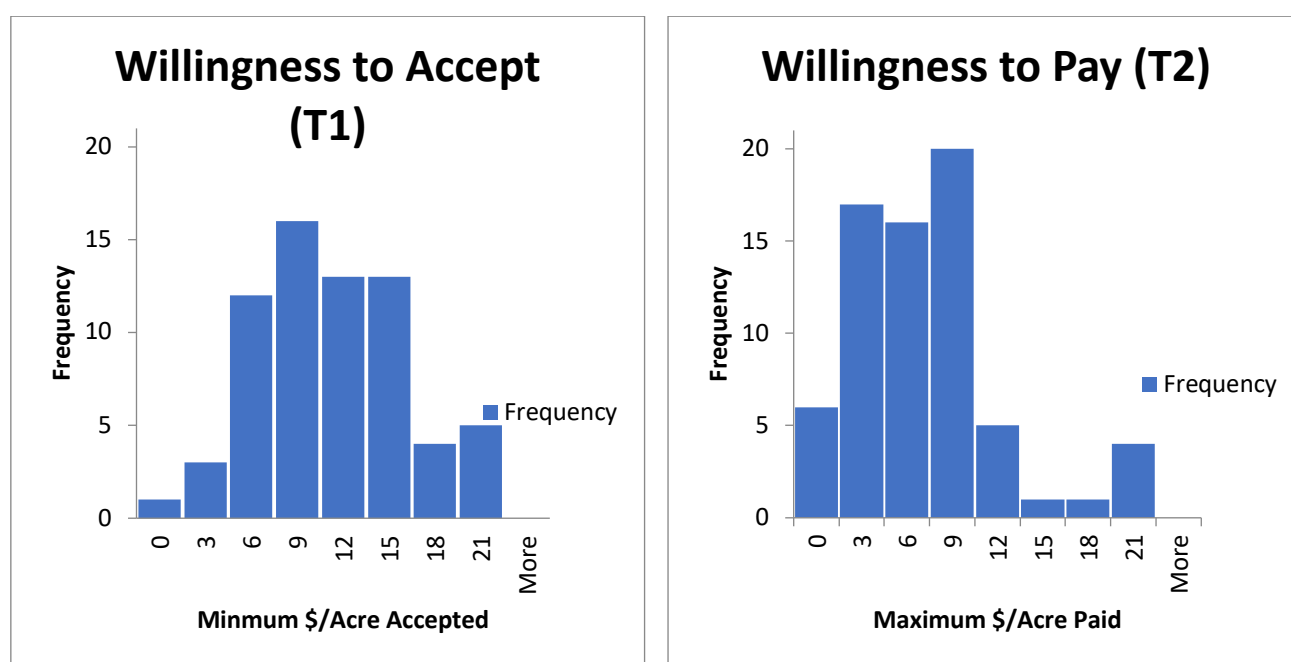 Willingness to Accept
(T1)
20
15
10
5
0
Frequency
0 3 6 9 12 15 18 21 More
Frequency
Minmum $/Acre Accepted
Willingness to Pay (T2)
20
15
10
5
0
Frequency
0 3 6 9 12 15 18 21 More
Frequency
Maximum $/Acre Paid